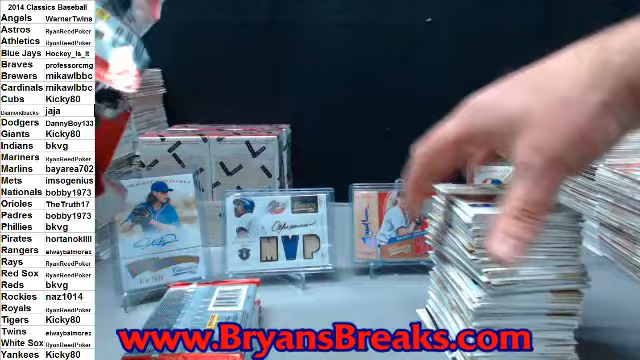 2014 Classics Baseball
Angels WarnerTwins
Astros RyanReedPoker
Athletics RyanReedPoker
Blue Jays Hockey_is_it
Braves professorcmg
Brewers mikawlbbc
Cardinals mikawlbbc
Cubs Kicky80
Diamondbacks jaja
Dodgers DannyBoy133
Giants Kicky80
Indians bkvg
Mariners RyanReedPoker
Marlins bayarea702
Mets imsogenius
Nationals bobby1973
Orioles TheTruth17
Padres bobby1973
Phillies bkvg
Pirates hortanokilll
Rangers elwaybaimorez
Rays RyanReedPoker
Red Sox RyanReedPoker
Reds bkvg
Rockies naz1014
Royals RyanReedPoker
Tigers Kicky80
Twins elwaybaimorez
White Sox RyanReedPoker
Yankees Kicky80
MVP
www.BryansBreaks.com